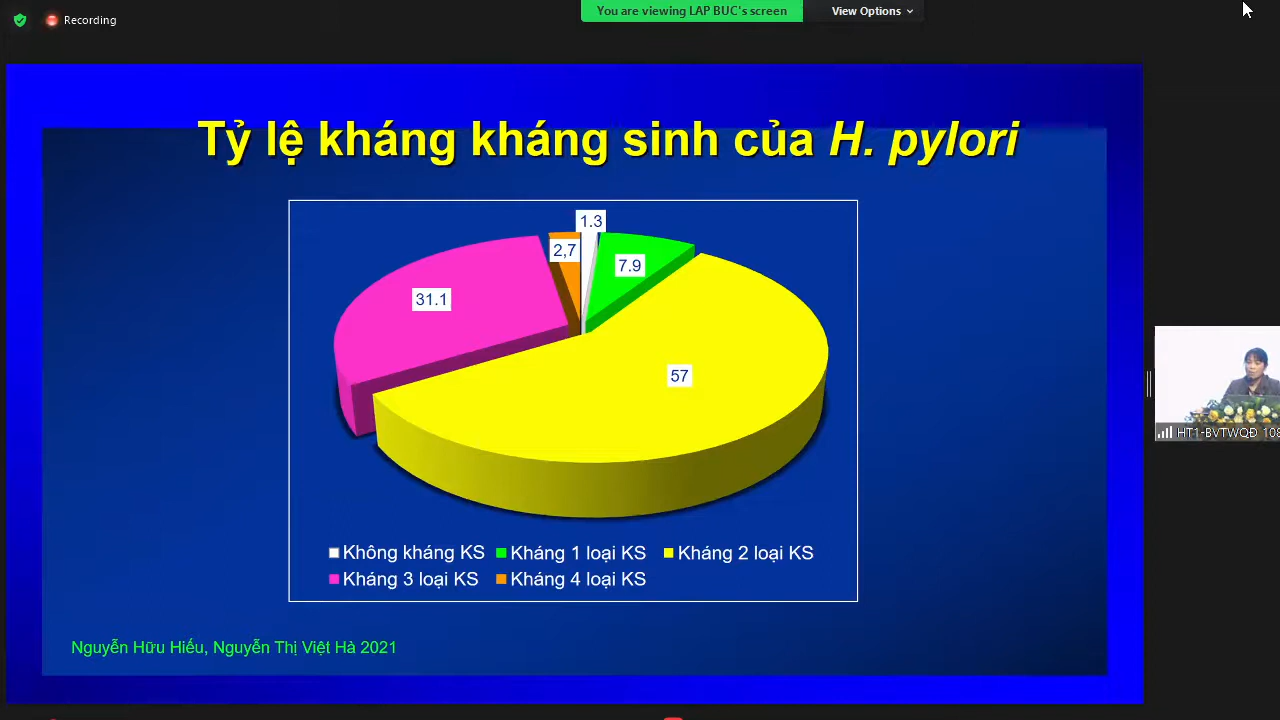 Recording
You are viewing LAP BUC's screen
View Options
Tỷ lệ kháng kháng sinh của H. pylori
1.3
2,7
7.9
31.1
57
Không kháng KS
Kháng 1 loại KS
Kháng 2 loại KS
Kháng 3 loại KS
Kháng 4 loại KS
Nguyễn Hữu Hiếu, Nguyễn Thị Việt Hà 2021
HT1-BVTWQĐ 108